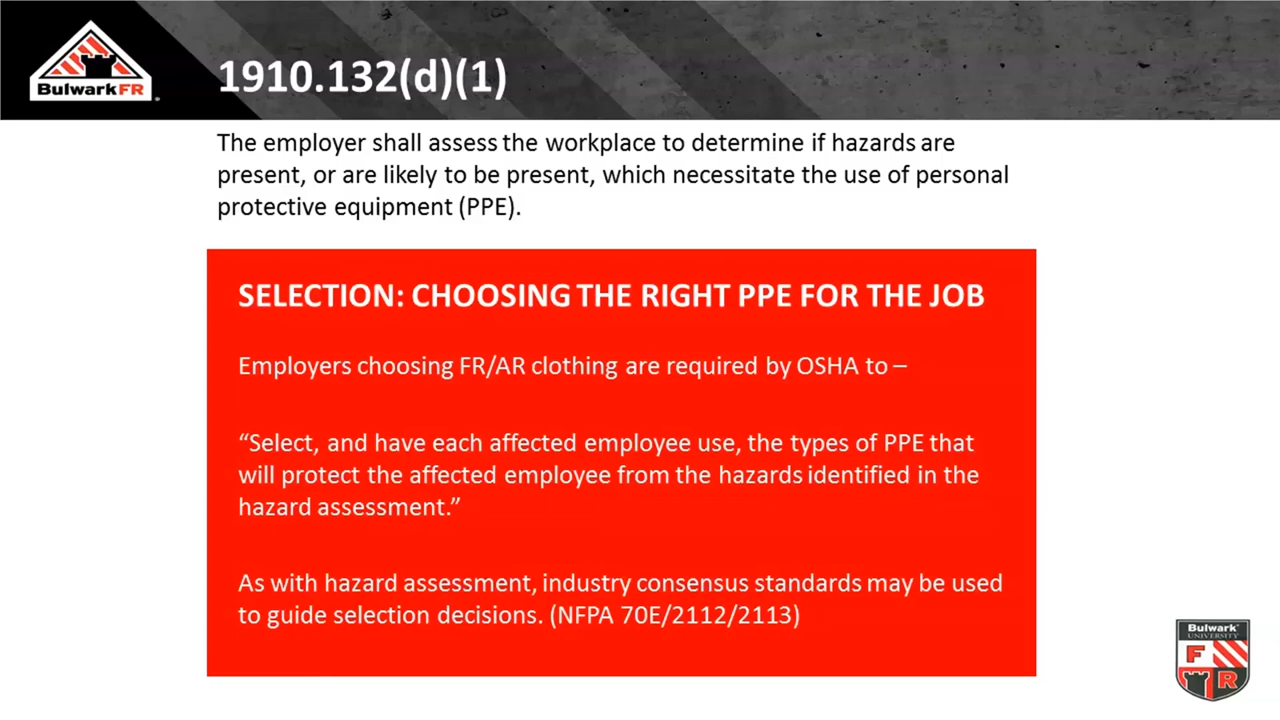 BulwarkFR
1910.132(d)(1)
The employer shall assess the workplace to determine if hazards are
present, or are likely to be present, which necessitate the use of personal
protective equipment (PPE).
SELECTION: CHOOSING THE RIGHT PPE FOR THE JOB
Employers choosing FR/AR clothing are required by OSHA to –
“Select, and have each affected employee use, the types of PPE that
will protect the affected employee from the hazards identified in the
hazard assessment.”
As with hazard assessment, industry consensus standards may be used
to guide selection decisions. (NFPA 70E/2112/2113)
Bulwark
UNIVERSITY
F
R